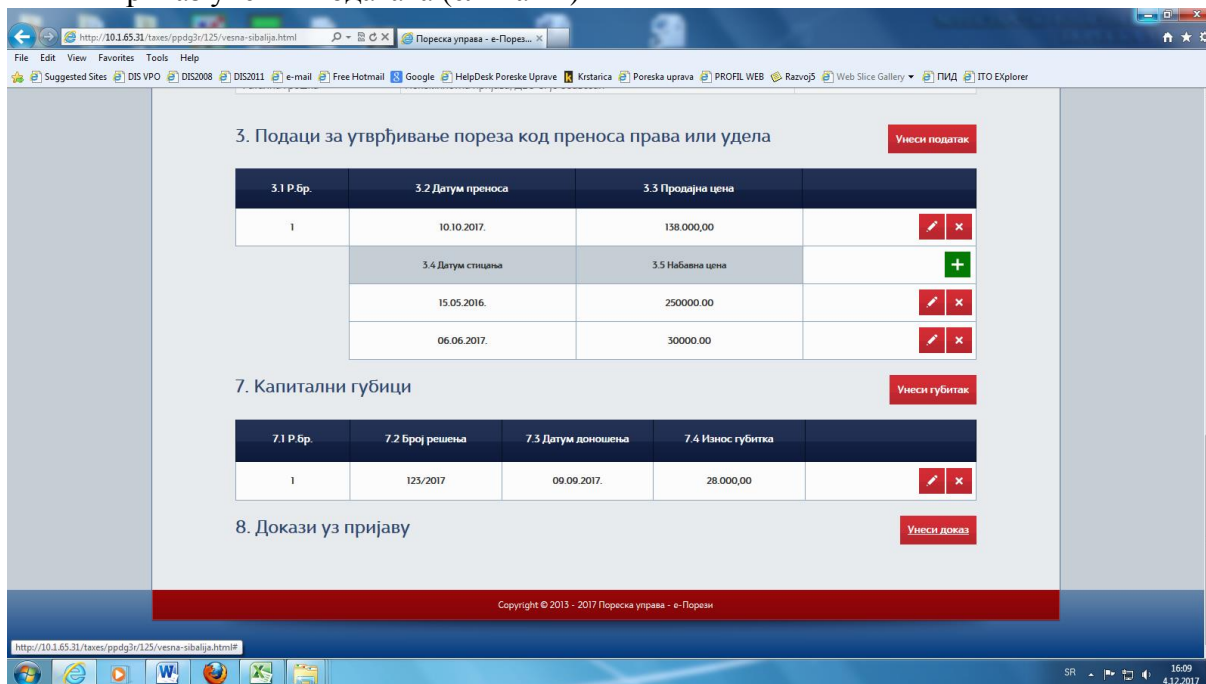 http://10.1.65.31/taxes/ppdg3r/125/vesna-sibalija.html
Пореска управа - е-Порез...
File Edit View Favorites Tools Help
Suggested Sites DIS VPO DIS2008 DIS2011 e-mail Free Hotmail Google HelpDesk Poreske Uprave Krstarica Poreska uprava PROFIL WEB Razvoj5 Web Slice Gallery ПИД ITO EXplorer
3. Подаци за утврђивање пореза код преноса права или удела
Унеси податак
3.1 Р.бр. 3.2 Датум преноса 3.3 Продајна цена
1 10.10.2017. 138.000,00
3.4 Датум стицања 3.5 Набавна цена
15.05.2016. 250000.00
06.06.2017. 30000.00
7. Капитални губици
Унеси губитак
7.1 Р.бр. 7.2 Број решења 7.3 Датум доношења 7.4 Износ губитка
1 123/2017 09.09.2017. 28.000,00
8. Докази уз пријаву
Унеси доказ
Copyright © 2013 - 2017 Пореска управа - е-Порези
http://10.1.65.31/taxes/ppdg3r/125/vesna-sibalija.html#
SR 16:09
4.12.2017